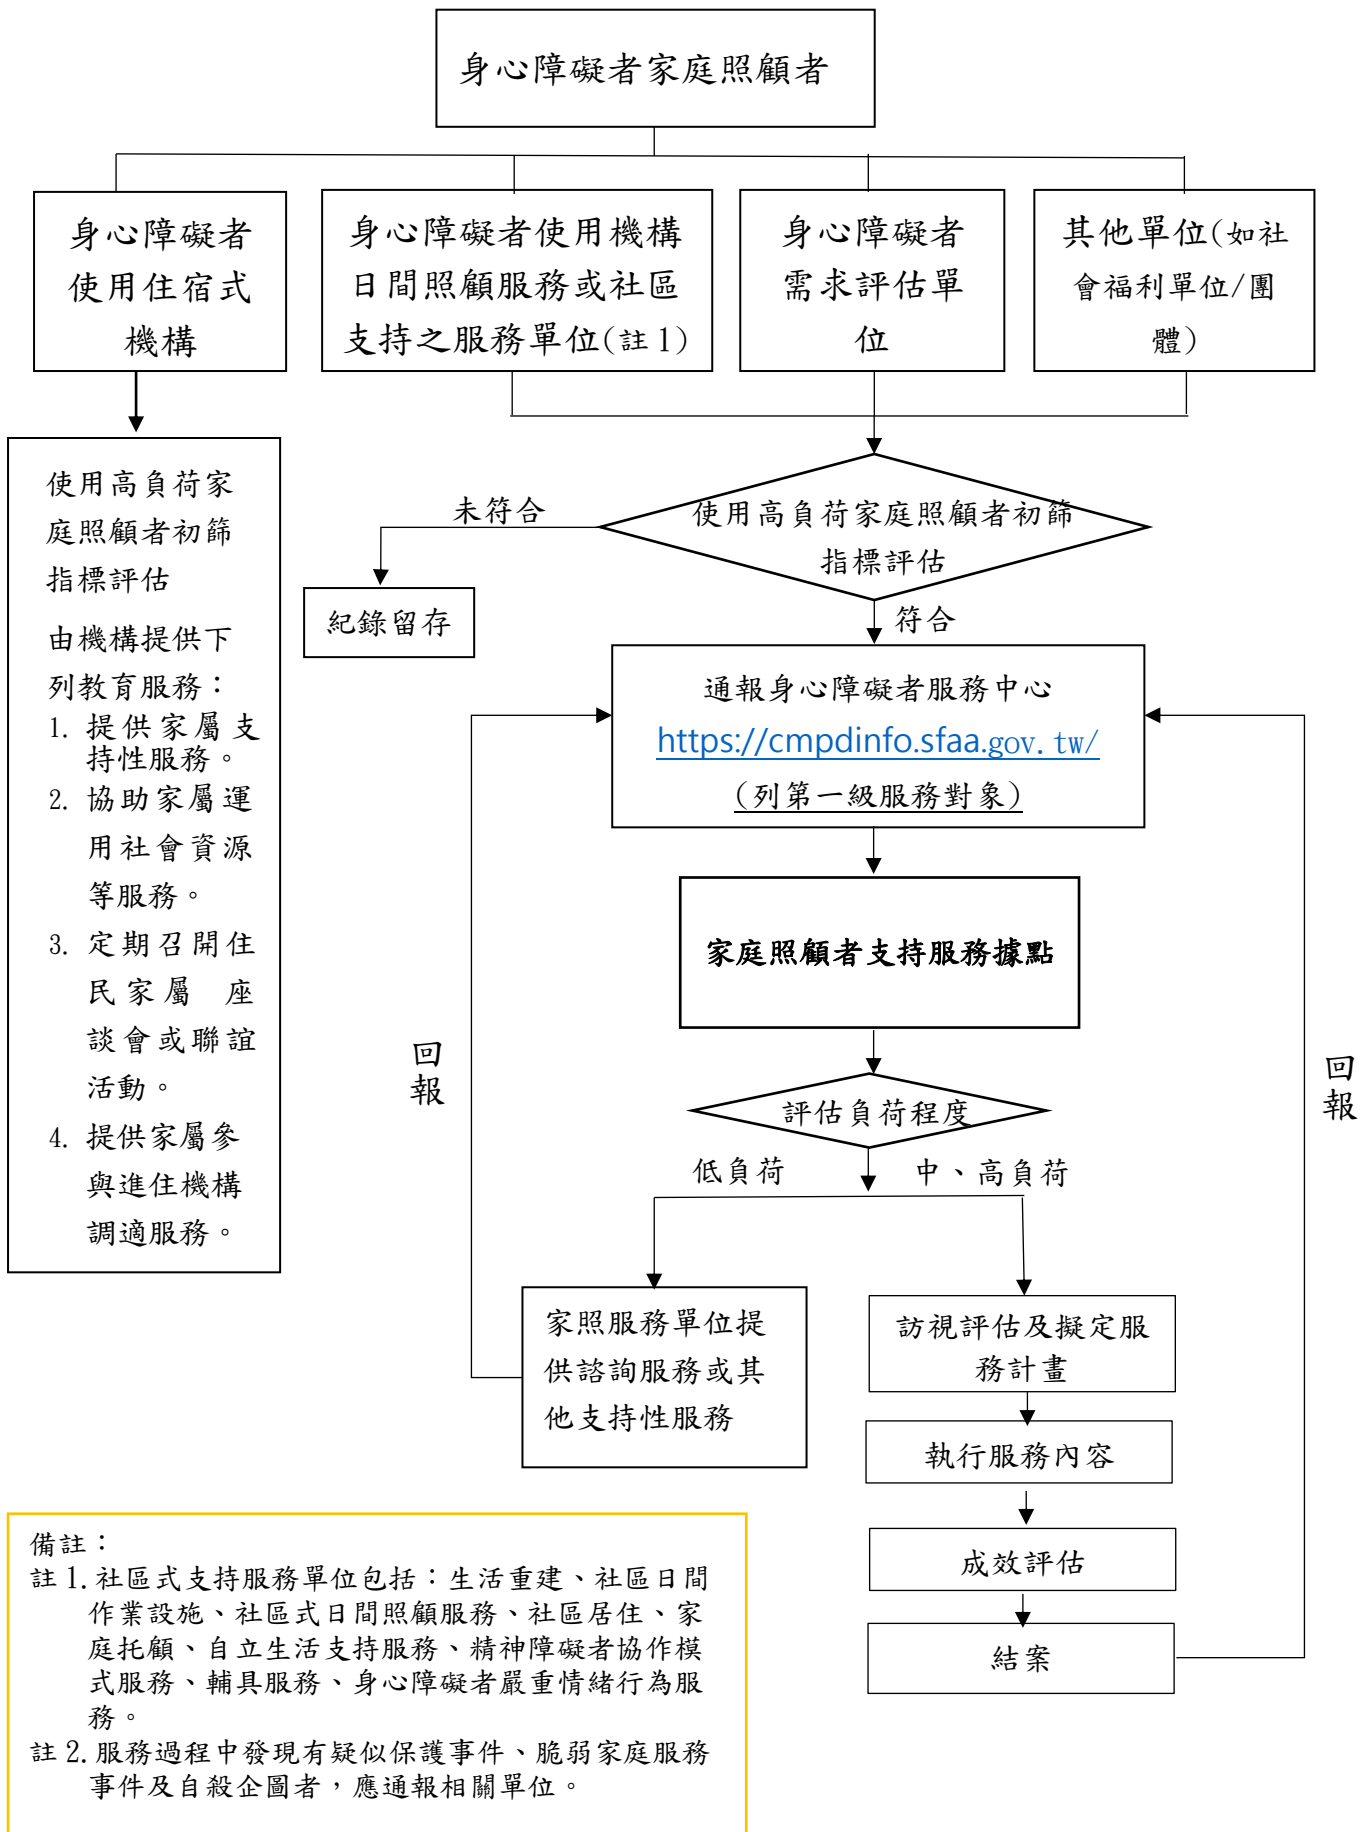 身心障礙者家庭照顧者
身心障礙者
使用住宿式
機構
身心障礙者使用機構
日間照顧服務或社區
支持之服務單位(註1)
身心障礙者
需求評估單
位
其他單位(如社
會福利單位/團
體)
使用高負荷家
庭照顧者初篩
指標評估
由機構提供下
列教育服務：
1. 提供家屬支
持性服務。
2. 協助家屬運
用社會資源
等服務。
3. 定期召開住
民家屬 座
談會或聯誼
活動。
4. 提供家屬參
與進住機構
調適服務。
使用高負荷家庭照顧者初篩
指標評估
未符合
紀錄留存
符合
通報身心障礙者服務中心
https://cmpdinfo.sfaa.gov.tw/
(列第一級服務對象)
家庭照顧者支持服務據點
評估負荷程度
低負荷
中、高負荷
回
報
回
報
家照服務單位提
供諮詢服務或其
他支持性服務
訪視評估及擬定服
務計畫
執行服務內容
成效評估
結案
備註：
註1.社區式支持服務單位包括：生活重建、社區日間
作業設施、社區式日間照顧服務、社區居住、家
庭托顧、自立生活支持服務、精神障礙者協作模
式服務、輔具服務、身心障礙者嚴重情緒行為服
務。
註2.服務過程中發現有疑似保護事件、脆弱家庭服務
事件及自殺企圖者，應通報相關單位。